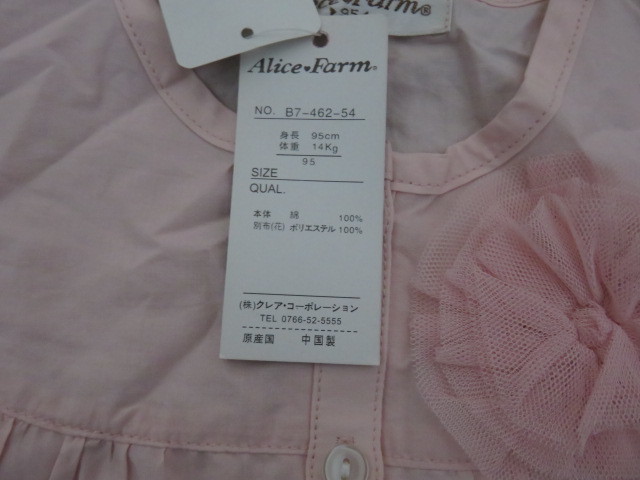 Farm®
Alice♥Farm®
NO. B7-462-54
身長 95cm
体重 14Kg
95
SIZE
QUAL.
本体 綿 100%
別布(花) ポリエステル 100%
(株)クレア・コーポレーション
TEL 0766-52-5555
原産国 中国製